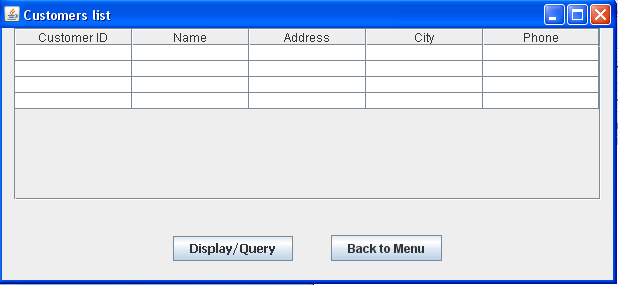 Customers list
Customer ID Name Address City Phone
Display/Query Back to Menu